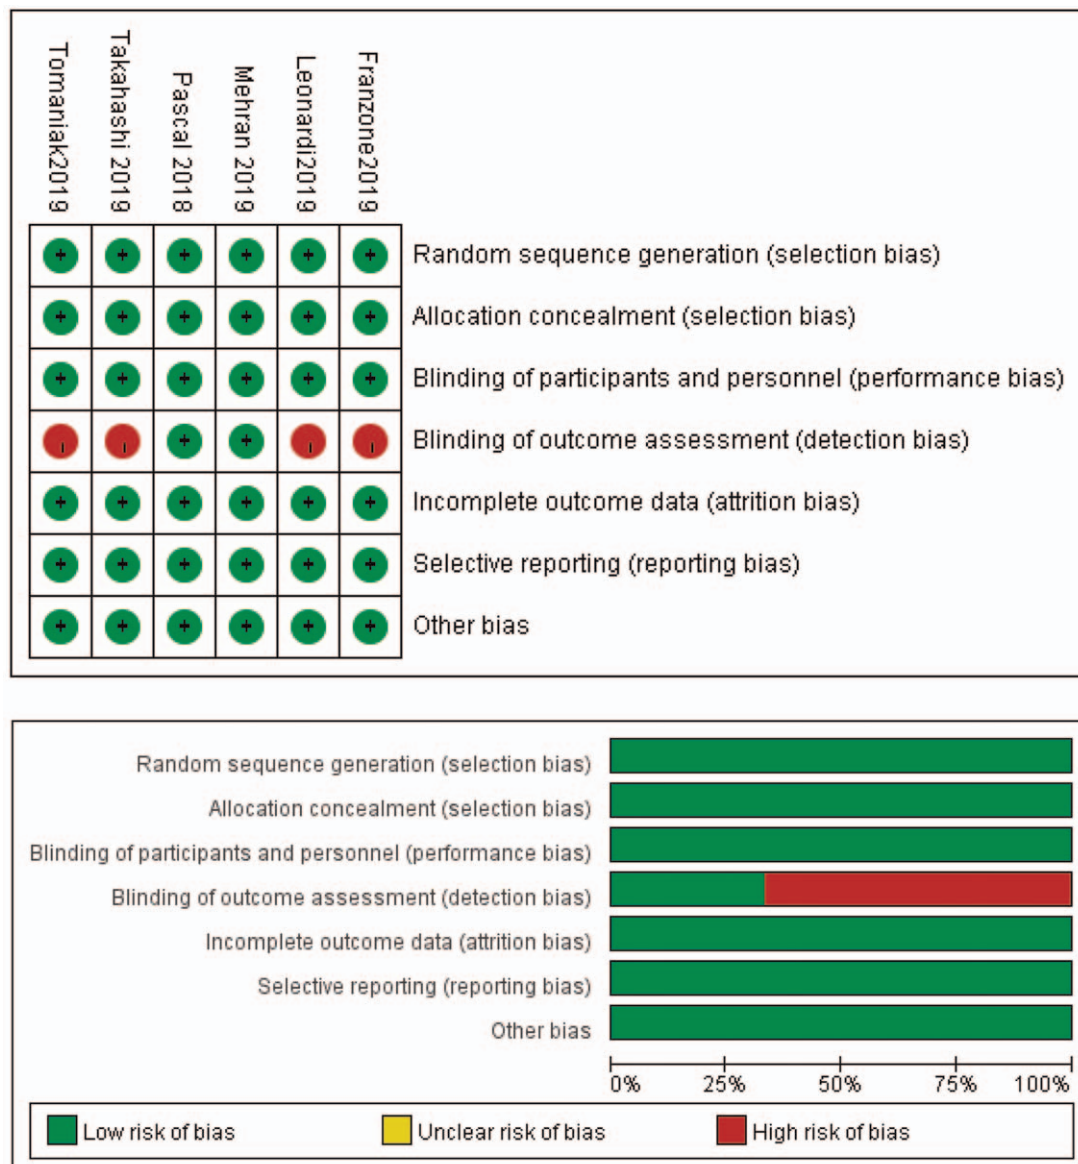 Tomaniak2019
Takahashi 2019
Pascal 2018
Mehran 2019
Leonardi2019
Franzone2019
+ + + + + + Random sequence generation (selection bias)
+ + + + + + Allocation concealment (selection bias)
+ + + + + + Blinding of participants and personnel (performance bias)
- - + + - - Blinding of outcome assessment (detection bias)
+ + + + + + Incomplete outcome data (attrition bias)
+ + + + + + Selective reporting (reporting bias)
+ + + + + + Other bias
Random sequence generation (selection bias)
Allocation concealment (selection bias)
Blinding of participants and personnel (performance bias)
Blinding of outcome assessment (detection bias)
Incomplete outcome data (attrition bias)
Selective reporting (reporting bias)
Other bias
0% 25% 50% 75% 100%
Low risk of bias Unclear risk of bias High risk of bias